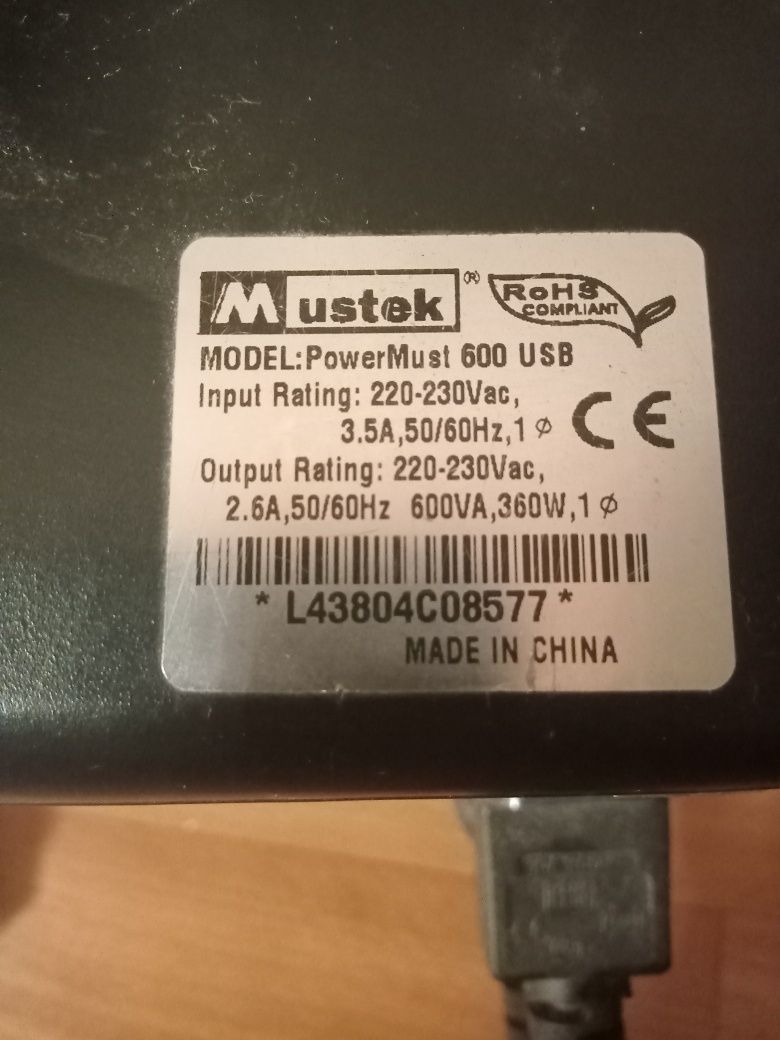 Mustek ®
RoHS
COMPLIANT
MODEL:PowerMust 600 USB
Input Rating: 220-230Vac,
3.5A,50/60Hz,1 ø
CE
Output Rating: 220-230Vac,
2.6A,50/60Hz 600VA,360W,1 ø
* L43804C08577 *
MADE IN CHINA